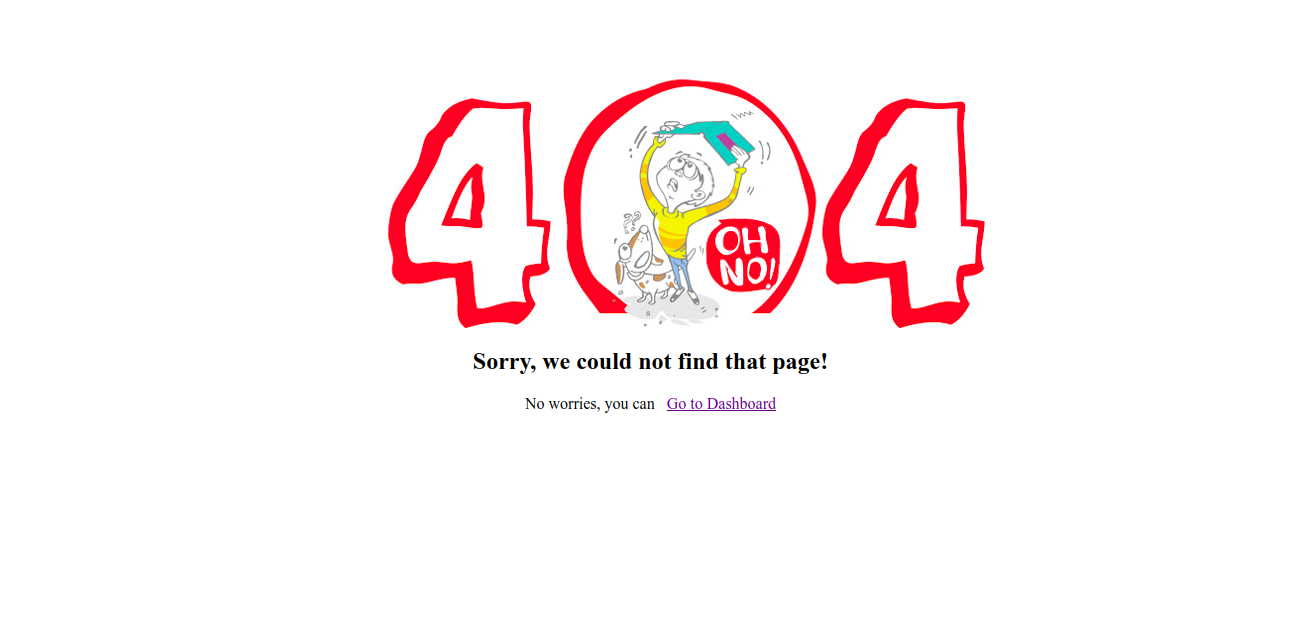 404
OH
NO!
Sorry, we could not find that page!
No worries, you can Go to Dashboard